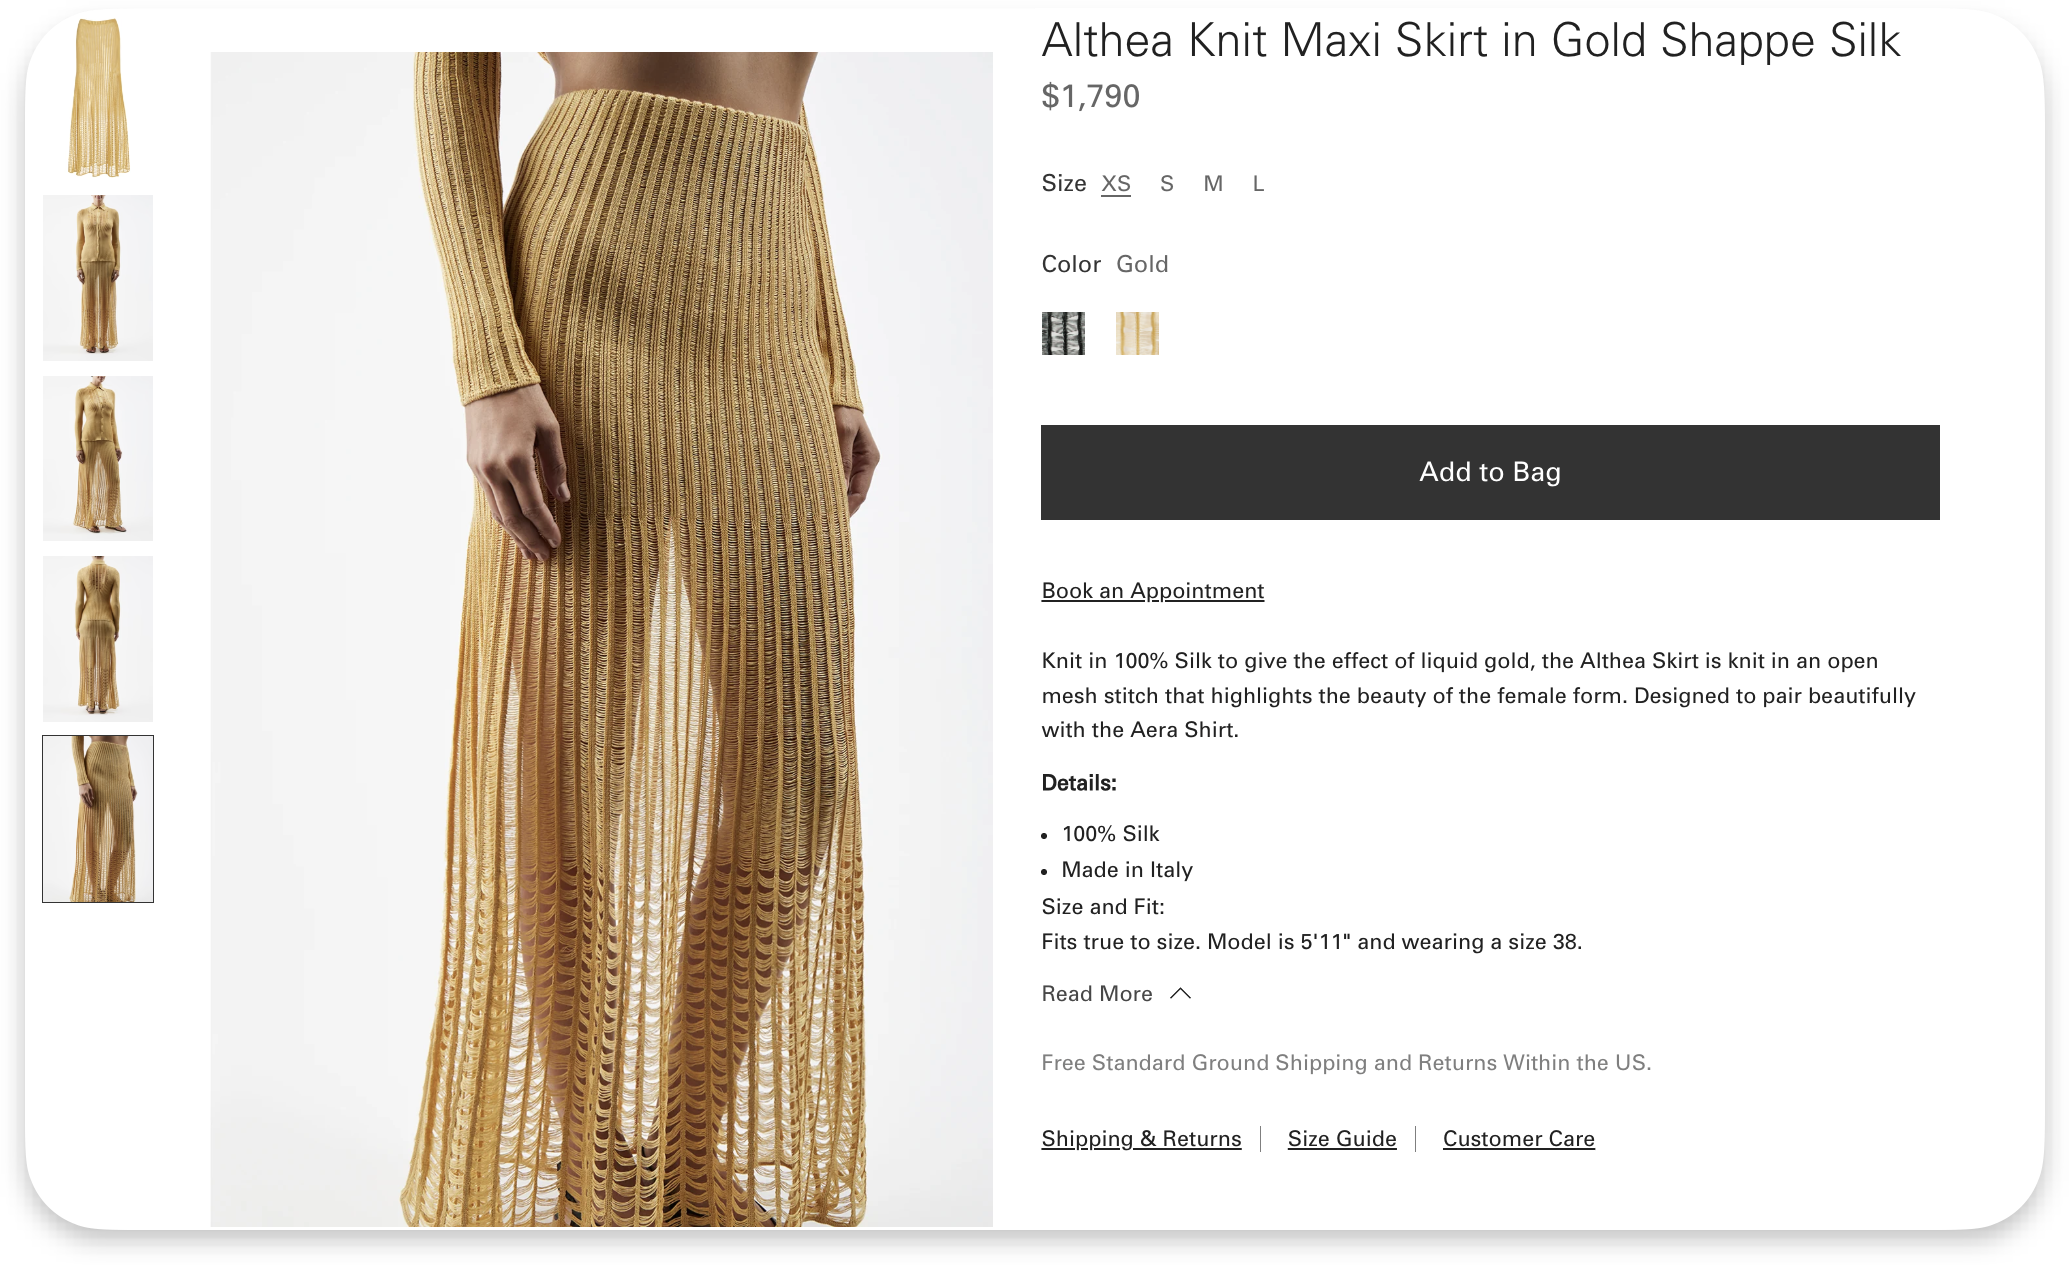 Althea Knit Maxi Skirt in Gold Shappe Silk
$1,790
Size XS S M L
Color Gold
Add to Bag
Book an Appointment
Knit in 100% Silk to give the effect of liquid gold, the Althea Skirt is knit in an open
mesh stitch that highlights the beauty of the female form. Designed to pair beautifully
with the Aera Shirt.
Details:
• 100% Silk
• Made in Italy
Size and Fit:
Fits true to size. Model is 5'11" and wearing a size 38.
Read More
Free Standard Ground Shipping and Returns Within the US.
Shipping & Returns | Size Guide | Customer Care